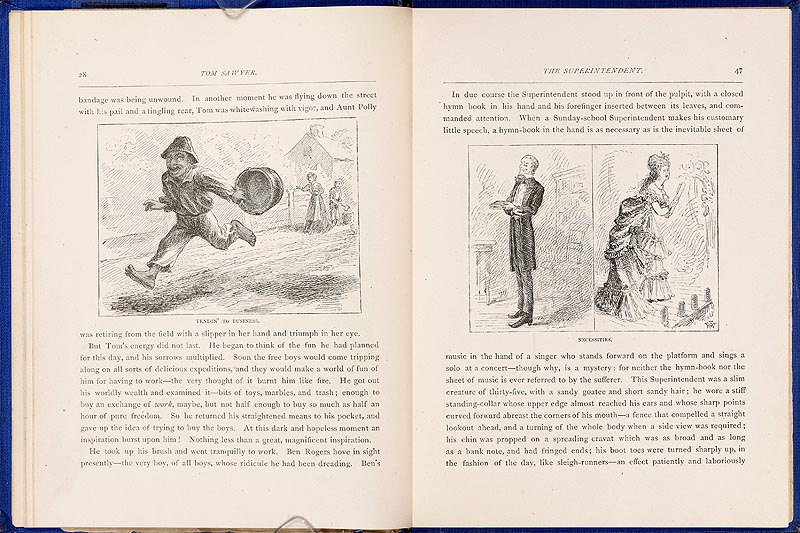 28
TOM SAWYER.
bandage was being unwound. In another moment he was flying down the street
with his pail and a tingling rear, Tom was whitewashing with vigor, and Aunt Polly
TENDIN' TO BUSINESS.
was retiring from the field with a slipper in her hand and triumph in her eye.
But Tom's energy did not last. He began to think of the fun he had planned
for this day, and his sorrows multiplied. Soon the free boys would come tripping
along on all sorts of delicious expeditions, and they would make a world of fun of
him for having to work—the very thought of it burnt him like fire. He got out
his worldly wealth and examined it—bits of toys, marbles, and trash; enough to
buy an exchange of work, maybe, but not half enough to buy so much as half an
hour of pure freedom. So he returned his straightened means to his pocket, and
gave up the idea of trying to buy the boys. At this dark and hopeless moment an
inspiration burst upon him! Nothing less than a great, magnificent inspiration.
He took up his brush and went tranquilly to work. Ben Rogers hove in sight
presently—the very boy, of all boys, whose ridicule he had been dreading. Ben's
THE SUPERINTENDENT.
47
In due course the Superintendent stood up in front of the pulpit, with a closed
hymn book in his hand and his forefinger inserted between its leaves, and com-
manded attention. When a Sunday-school Superintendent makes his customary
little speech, a hymn-book in the hand is as necessary as is the inevitable sheet of
NECESSITIES.
music in the hand of a singer who stands forward on the platform and sings a
solo at a concert—though why, is a mystery: for neither the hymn-book nor the
sheet of music is ever referred to by the sufferer. This Superintendent was a slim
creature of thirty-five, with a sandy goatee and short sandy hair; he wore a stiff
standing-collar whose upper edge almost reached his ears and whose sharp points
curved forward abreast the corners of his mouth—a fence that compelled a straight
lookout ahead, and a turning of the whole body when a side view was required;
his chin was propped on a spreading cravat which was as broad and as long
as a bank note, and had fringed ends; his boot toes were turned sharply up, in
the fashion of the day, like sleigh-runners—an effect patiently and laboriously